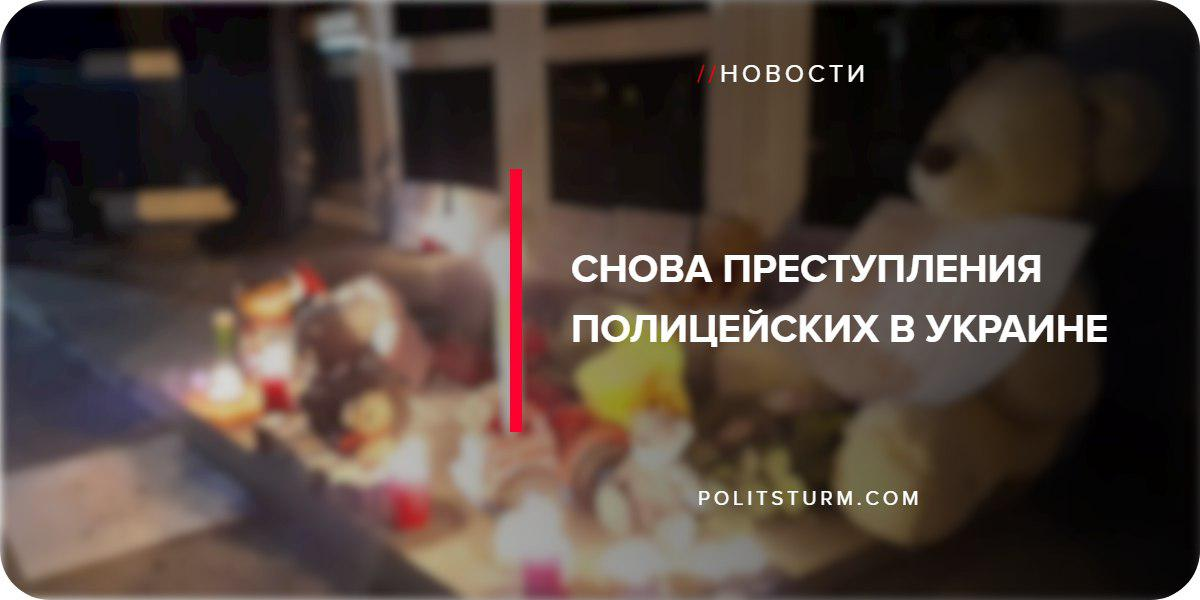 //НОВОСТИ
СНОВА ПРЕСТУПЛЕНИЯ
ПОЛИЦЕЙСКИХ В УКРАИНЕ
POLITSTURM.COM